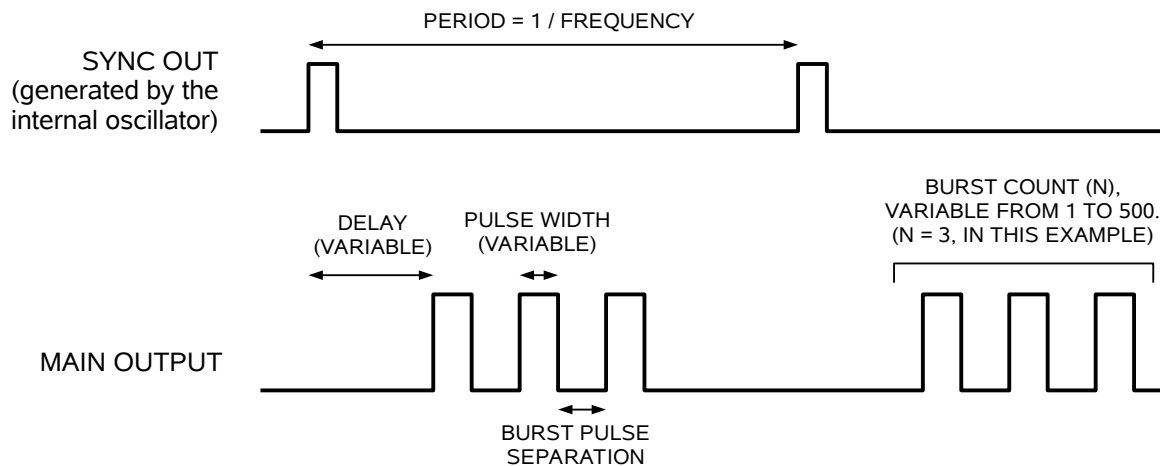 PERIOD = 1 / FREQUENCY
SYNC OUT
(generated by the
internal oscillator)
BURST COUNT (N),
VARIABLE FROM 1 TO 500.
(N = 3, IN THIS EXAMPLE)
DELAY
(VARIABLE)
PULSE WIDTH
(VARIABLE)
MAIN OUTPUT
BURST PULSE
SEPARATION